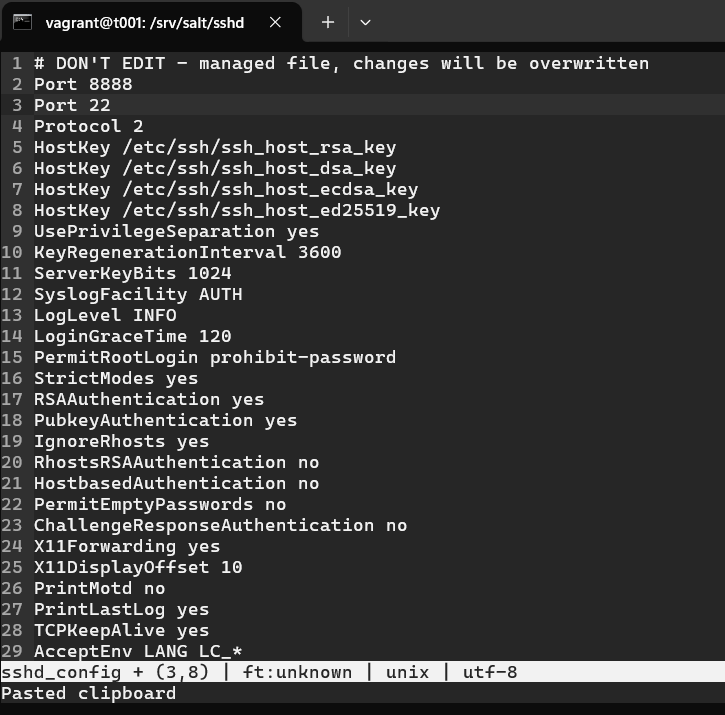 vagrant@t001: /srv/salt/sshd
1 # DON'T EDIT - managed file, changes will be overwritten
2 Port 8888
3 Port 22
4 Protocol 2
5 HostKey /etc/ssh/ssh_host_rsa_key
6 HostKey /etc/ssh/ssh_host_dsa_key
7 HostKey /etc/ssh/ssh_host_ecdsa_key
8 HostKey /etc/ssh/ssh_host_ed25519_key
9 UsePrivilegeSeparation yes
10 KeyRegenerationInterval 3600
11 ServerKeyBits 1024
12 SyslogFacility AUTH
13 LogLevel INFO
14 LoginGraceTime 120
15 PermitRootLogin prohibit-password
16 StrictModes yes
17 RSAAuthentication yes
18 PubkeyAuthentication yes
19 IgnoreRhosts yes
20 RhostsRSAAuthentication no
21 HostbasedAuthentication no
22 PermitEmptyPasswords no
23 ChallengeResponseAuthentication no
24 X11Forwarding yes
25 X11DisplayOffset 10
26 PrintMotd no
27 PrintLastLog yes
28 TCPKeepAlive yes
29 AcceptEnv LANG LC_*
sshd_config + (3,8) | ft:unknown | unix | utf-8
Pasted clipboard